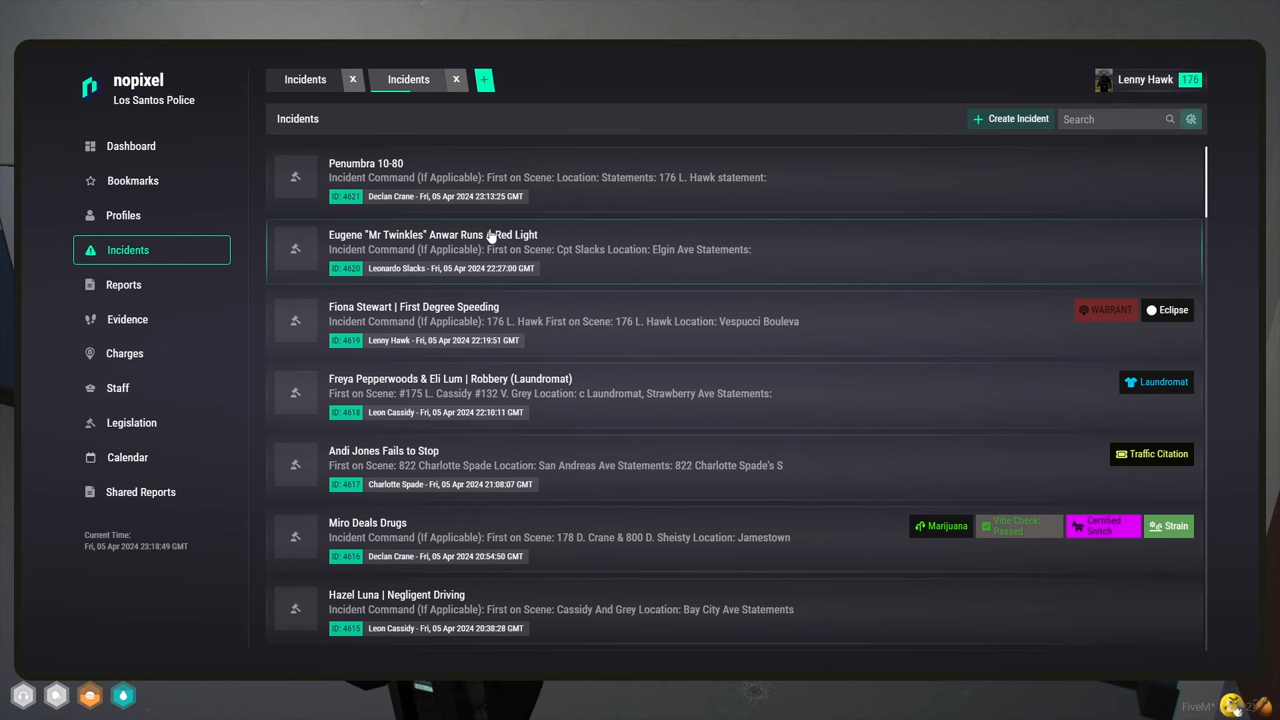 nopixel
Los Santos Police
Incidents x Incidents x +
Lenny Hawk 176
Incidents
+ Create Incident Search
Dashboard
Bookmarks
Profiles
Incidents
Reports
Evidence
Charges
Staff
Legislation
Calendar
Shared Reports
Current Time:
Fri, 05 Apr 2024 23:18:49 GMT
Penumbra 10-80
Incident Command (If Applicable): First on Scene: Location: Statements: 176 L. Hawk statement:
ID: 4621 Declan Crane - Fri, 05 Apr 2024 23:13:25 GMT
Eugene "Mr Twinkles" Anwar Runs Red Light
Incident Command (If Applicable): First on Scene: Cpt Slacks Location: Elgin Ave Statements:
ID: 4620 Leonardo Slacks - Fri, 05 Apr 2024 22:27:00 GMT
Fiona Stewart | First Degree Speeding
Incident Command (If Applicable): 176 L. Hawk First on Scene: 176 L. Hawk Location: Vespucci Bouleva
ID: 4619 Lenny Hawk - Fri, 05 Apr 2024 22:19:51 GMT
WARRANT Eclipse
Freya Pepperwoods & Eli Lum | Robbery (Laundromat)
First on Scene: #175 L. Cassidy #132 V. Grey Location: c Laundromat, Strawberry Ave Statements:
ID: 4618 Leon Cassidy - Fri, 05 Apr 2024 22:10:11 GMT
Laundromat
Andi Jones Fails to Stop
First on Scene: 822 Charlotte Spade Location: San Andreas Ave Statements: 822 Charlotte Spade's S
ID: 4617 Charlotte Spade - Fri, 05 Apr 2024 21:08:07 GMT
Traffic Citation
Miro Deals Drugs
Incident Command (If Applicable): First on Scene: 178 D. Crane & 800 D. Sheisty Location: Jamestown
ID: 4616 Declan Crane - Fri, 05 Apr 2024 20:54:50 GMT
Marijuana Vibe Check: Passed Certified Snitch Strain
Hazel Luna | Negligent Driving
Incident Command (If Applicable): First on Scene: Cassidy And Grey Location: Bay City Ave Statements
ID: 4615 Leon Cassidy - Fri, 05 Apr 2024 20:38:28 GMT
FiveM